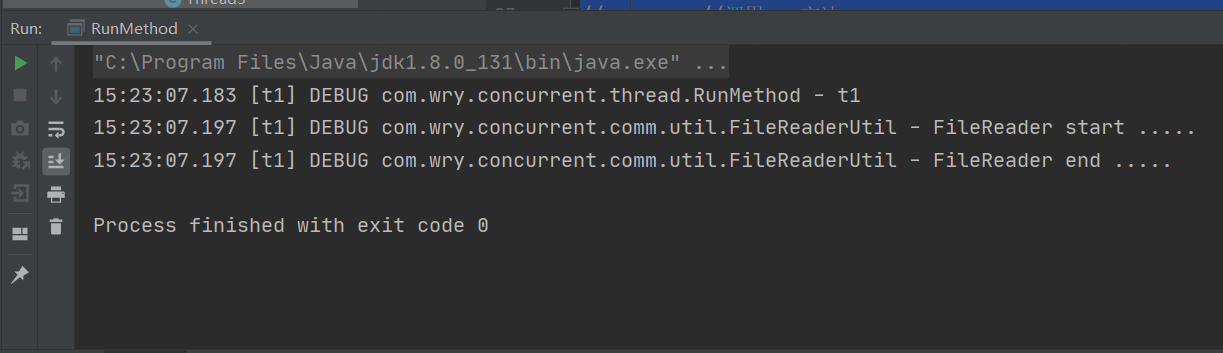 Thread5
Run: RunMethod
"C:\Program Files\Java\jdk1.8.0_131\bin\java.exe" ...
15:23:07.183 [t1] DEBUG com.wry.concurrent.thread.RunMethod - t1
15:23:07.197 [t1] DEBUG com.wry.concurrent.comm.util.FileReaderUtil - FileReader start .....
15:23:07.197 [t1] DEBUG com.wry.concurrent.comm.util.FileReaderUtil - FileReader end .....
Process finished with exit code 0